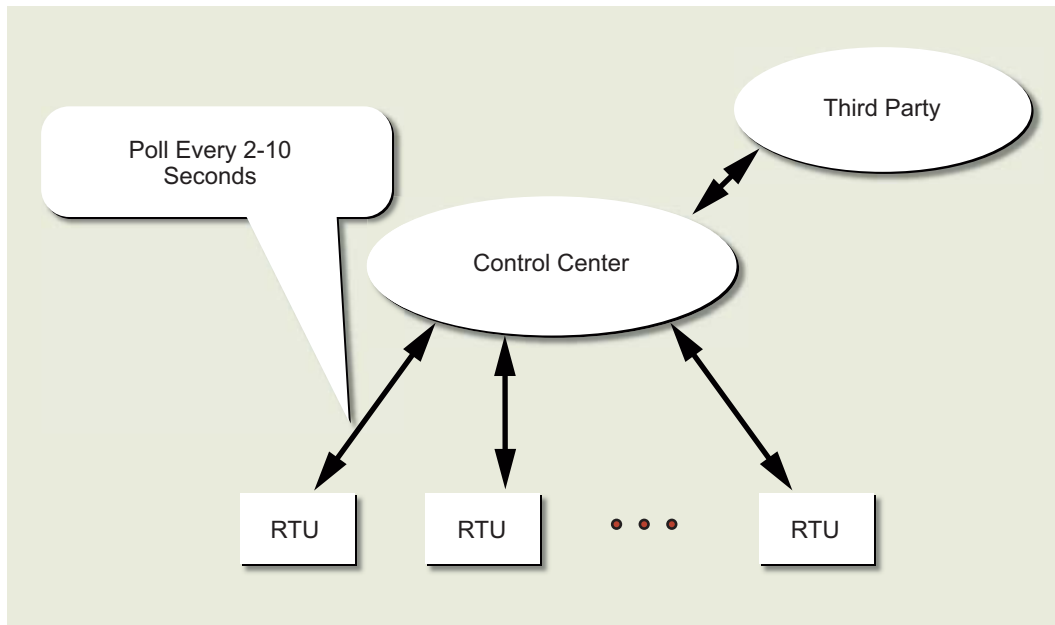 Third Party
Poll Every 2-10
Seconds
Control Center
RTU
RTU
RTU